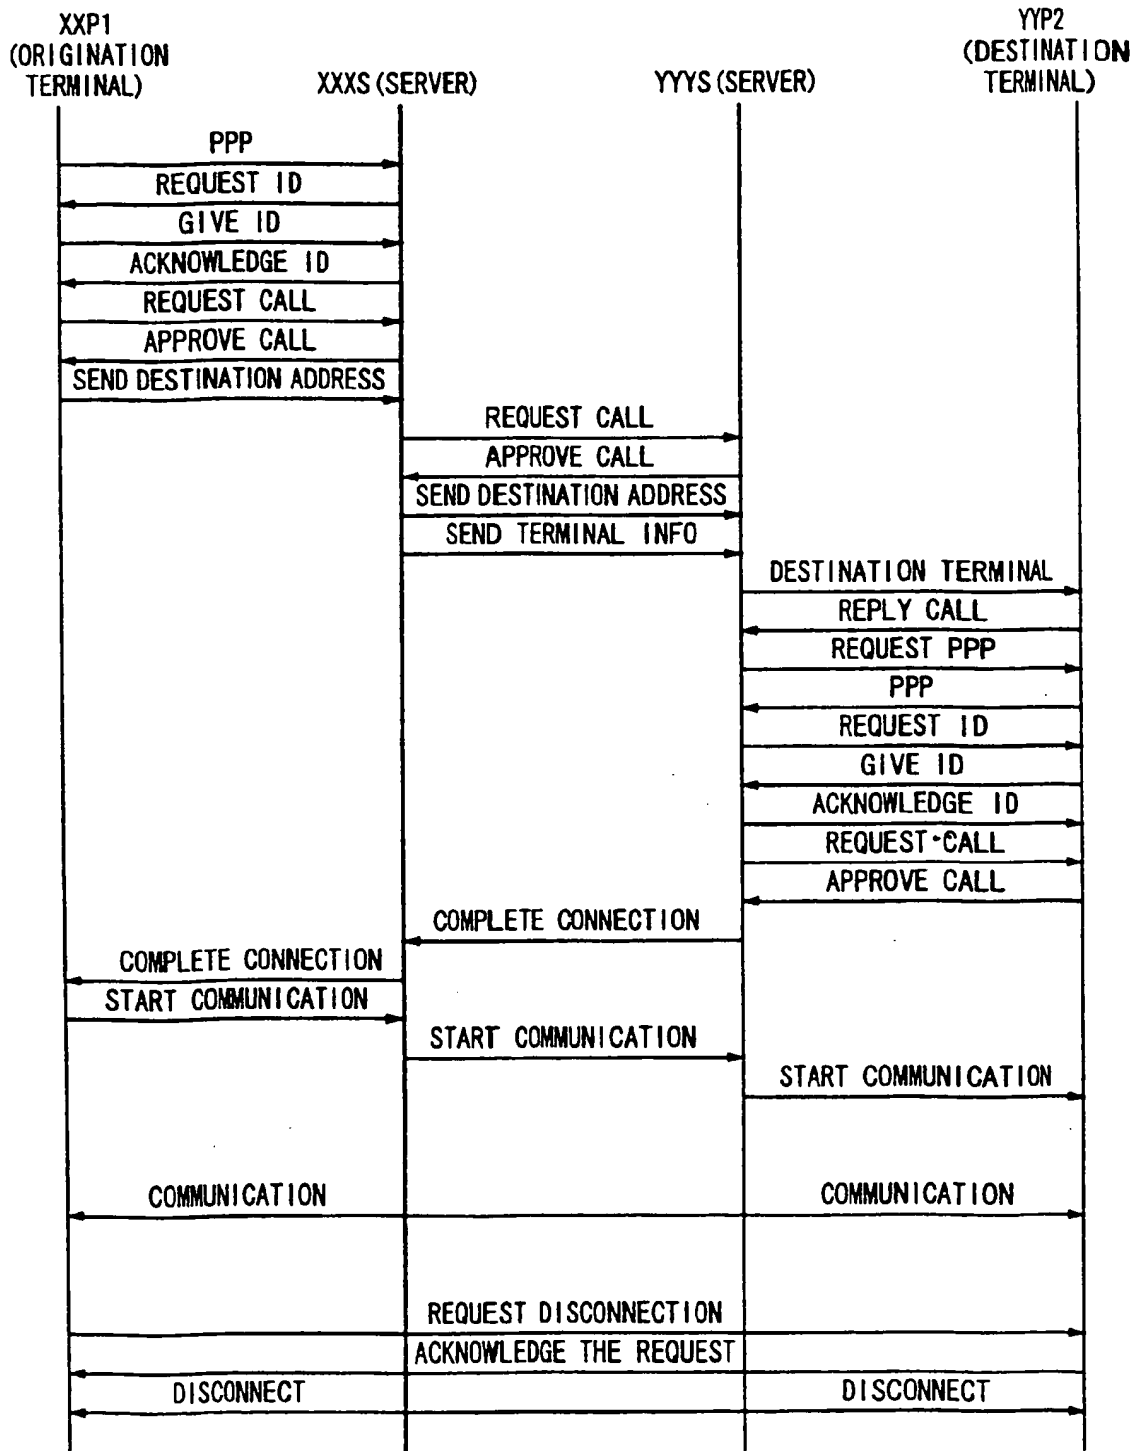 XXP1
(ORIGINATION
TERMINAL)
XXXS (SERVER)
YYYS (SERVER)
YYP2
(DESTINATION
TERMINAL)
PPP
REQUEST ID
GIVE ID
ACKNOWLEDGE ID
REQUEST CALL
APPROVE CALL
SEND DESTINATION ADDRESS
REQUEST CALL
APPROVE CALL
SEND DESTINATION ADDRESS
SEND TERMINAL INFO
DESTINATION TERMINAL
REPLY CALL
REQUEST PPP
PPP
REQUEST ID
GIVE ID
ACKNOWLEDGE ID
REQUEST CALL
APPROVE CALL
COMPLETE CONNECTION
COMPLETE CONNECTION
START COMMUNICATION
START COMMUNICATION
START COMMUNICATION
COMMUNICATION
COMMUNICATION
REQUEST DISCONNECTION
ACKNOWLEDGE THE REQUEST
DISCONNECT
DISCONNECT